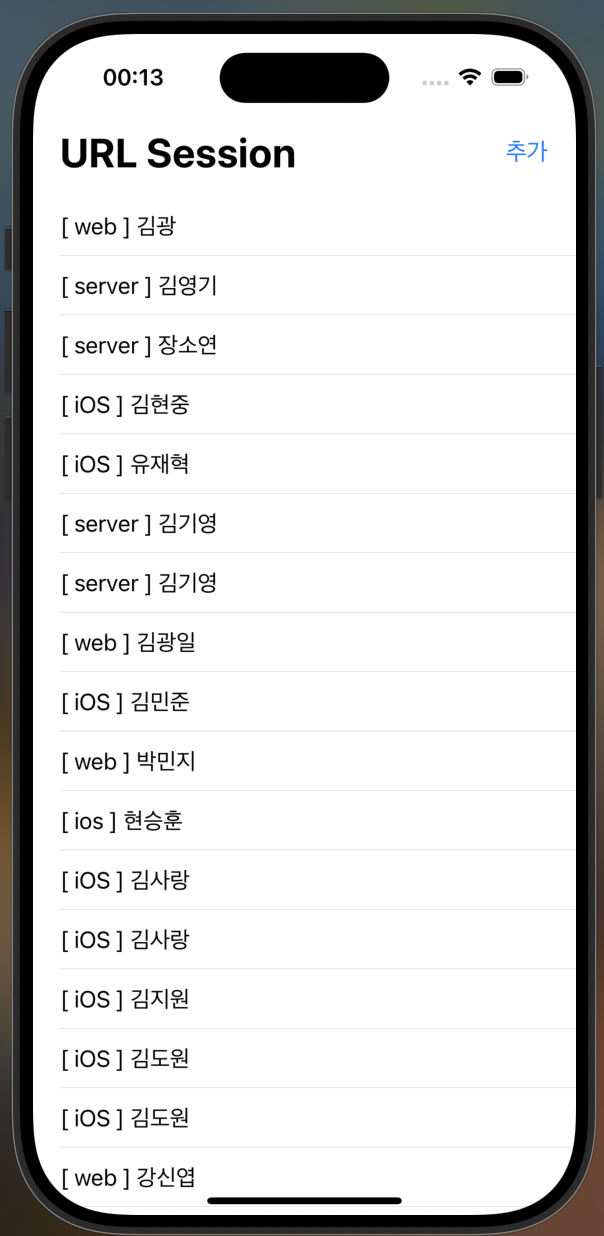 00:13
URL Session
추가
[ web ] 김광
[ server ] 김영기
[ server ] 장소연
[ iOS ] 김현중
[ iOS ] 유재혁
[ server ] 김기영
[ server ] 김기영
[ web ] 김광일
[ iOS ] 김민준
[ web ] 박민지
[ ios ] 현승훈
[ iOS ] 김사랑
[ iOS ] 김사랑
[ iOS ] 김지원
[ iOS ] 김도원
[ iOS ] 김도원
[ web ] 강신엽